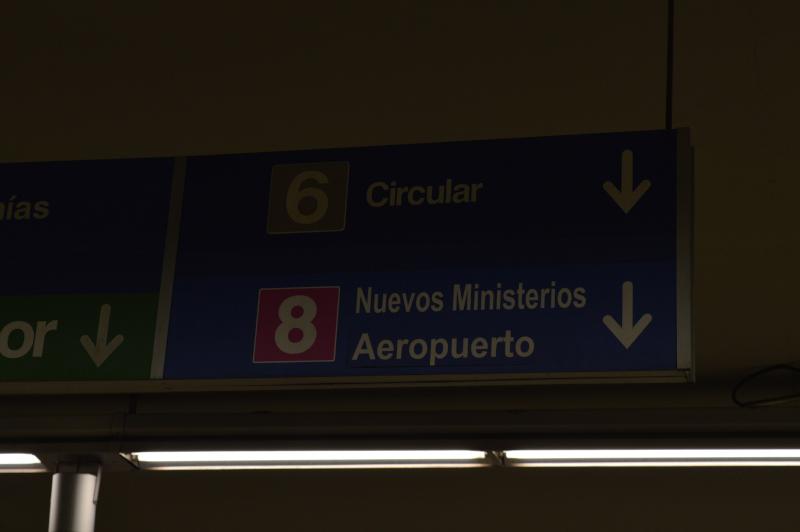 6 Circular
8 Nuevos Ministerios
Aeropuerto